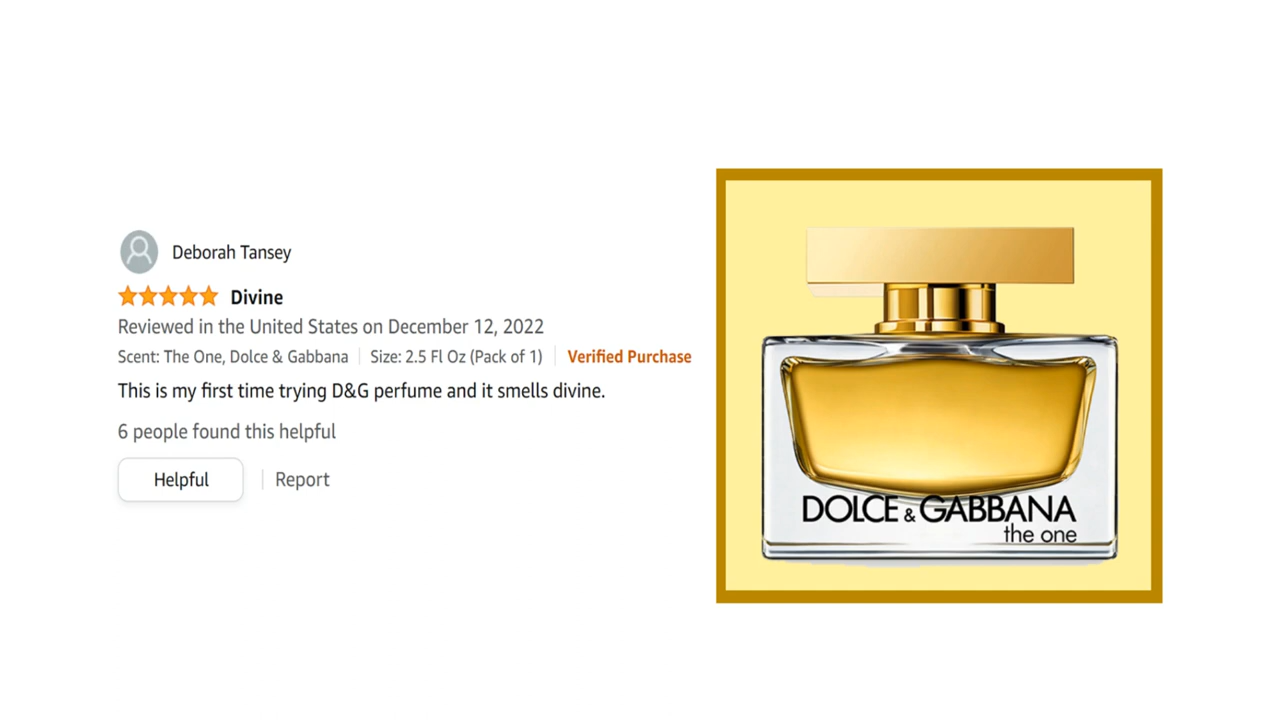 Deborah Tansey
Divine
Reviewed in the United States on December 12, 2022
Scent: The One, Dolce & Gabbana | Size: 2.5 Fl Oz (Pack of 1) | Verified Purchase
This is my first time trying D&G perfume and it smells divine.
6 people found this helpful
Helpful | Report
DOLCE & GABBANA
the one